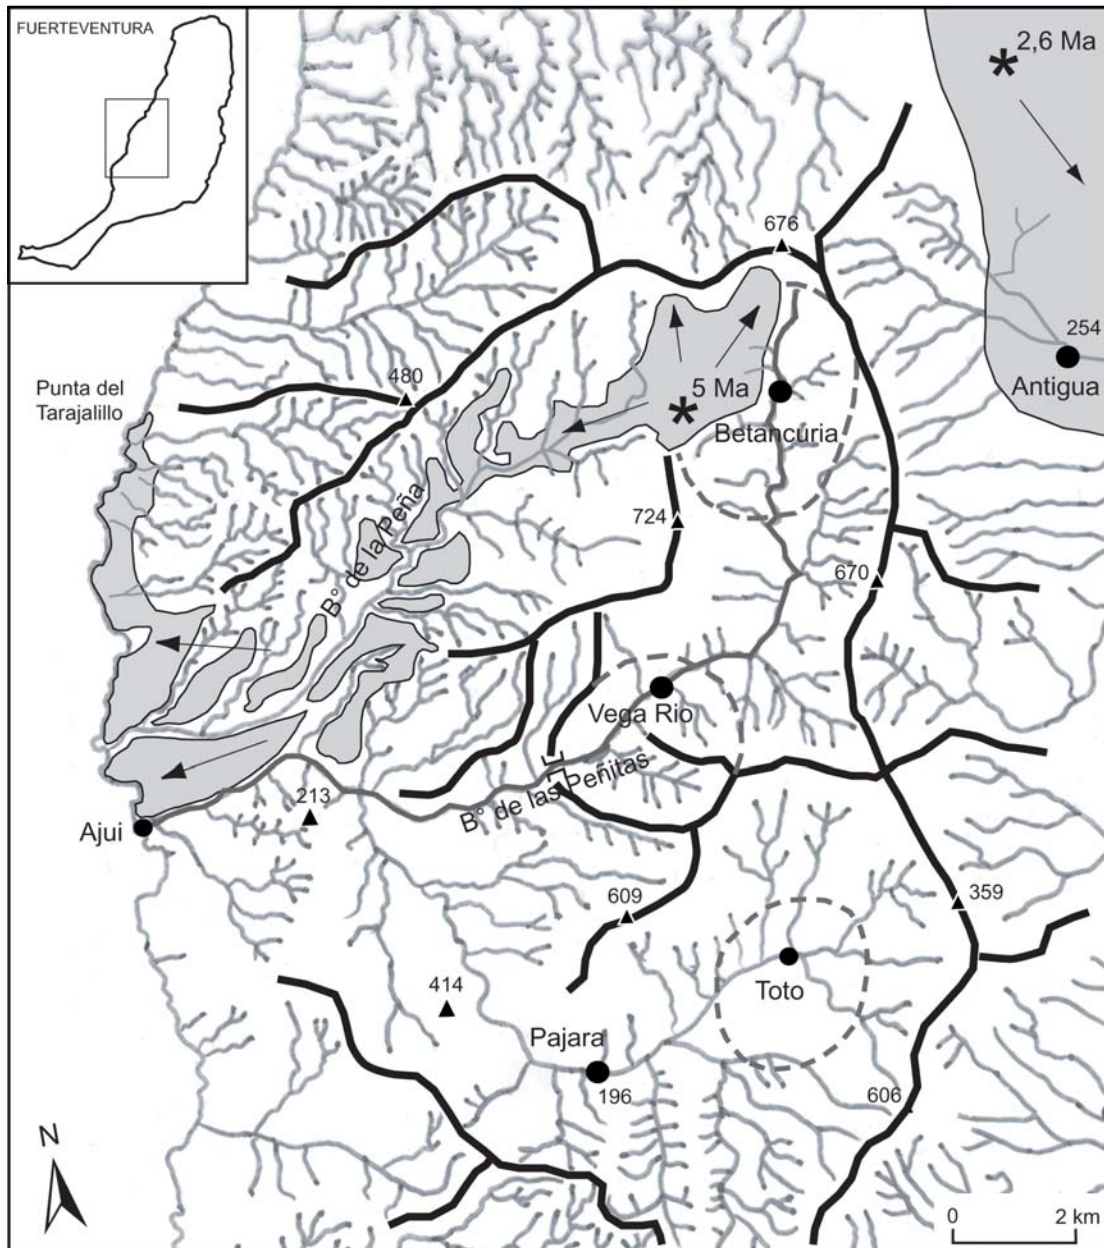 FUERTEVENTURA
2,6 Ma
676
254
Antigua
480
Punta del
Tarajalillo
5 Ma
Betancuria
B° de la Peña
724
670
Vega Rio
B° de las Peñitas
213
Ajui
609
359
Toto
414
Pajara
196
606
N
0 2 km